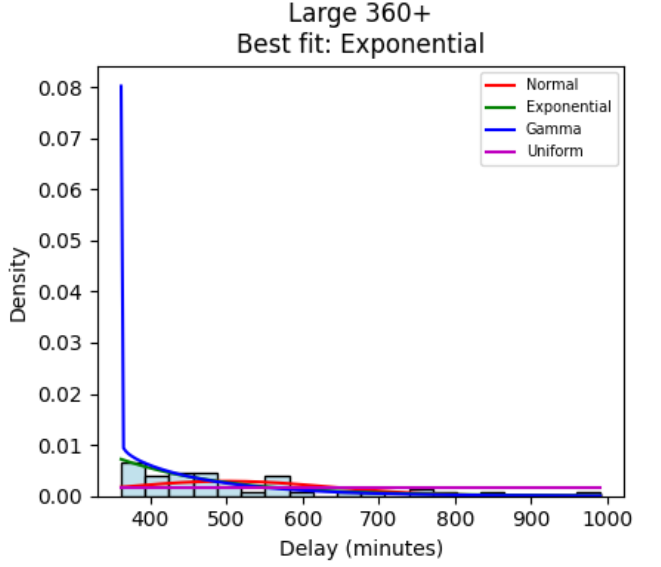 Large 360+
Best fit: Exponential
Normal
Exponential
Gamma
Uniform
0.08
0.07
0.06
0.05
0.04
0.03
0.02
0.01
0.00
Density
400 500 600 700 800 900 1000
Delay (minutes)